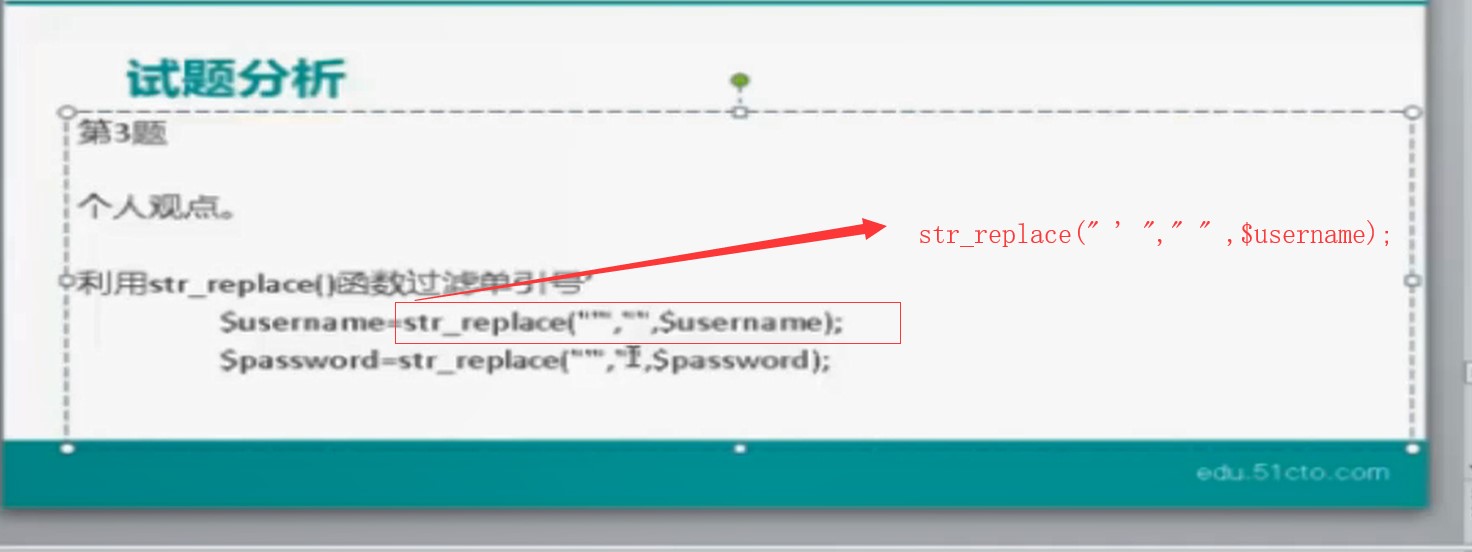 试题分析
第3题
个人观点。
str_replace(" ' "," " ,$username);
利用str_replace()函数过滤单引号'
$username=str_replace("'","",$username);
$password=str_replace("'","",$password);
edu.51cto.com